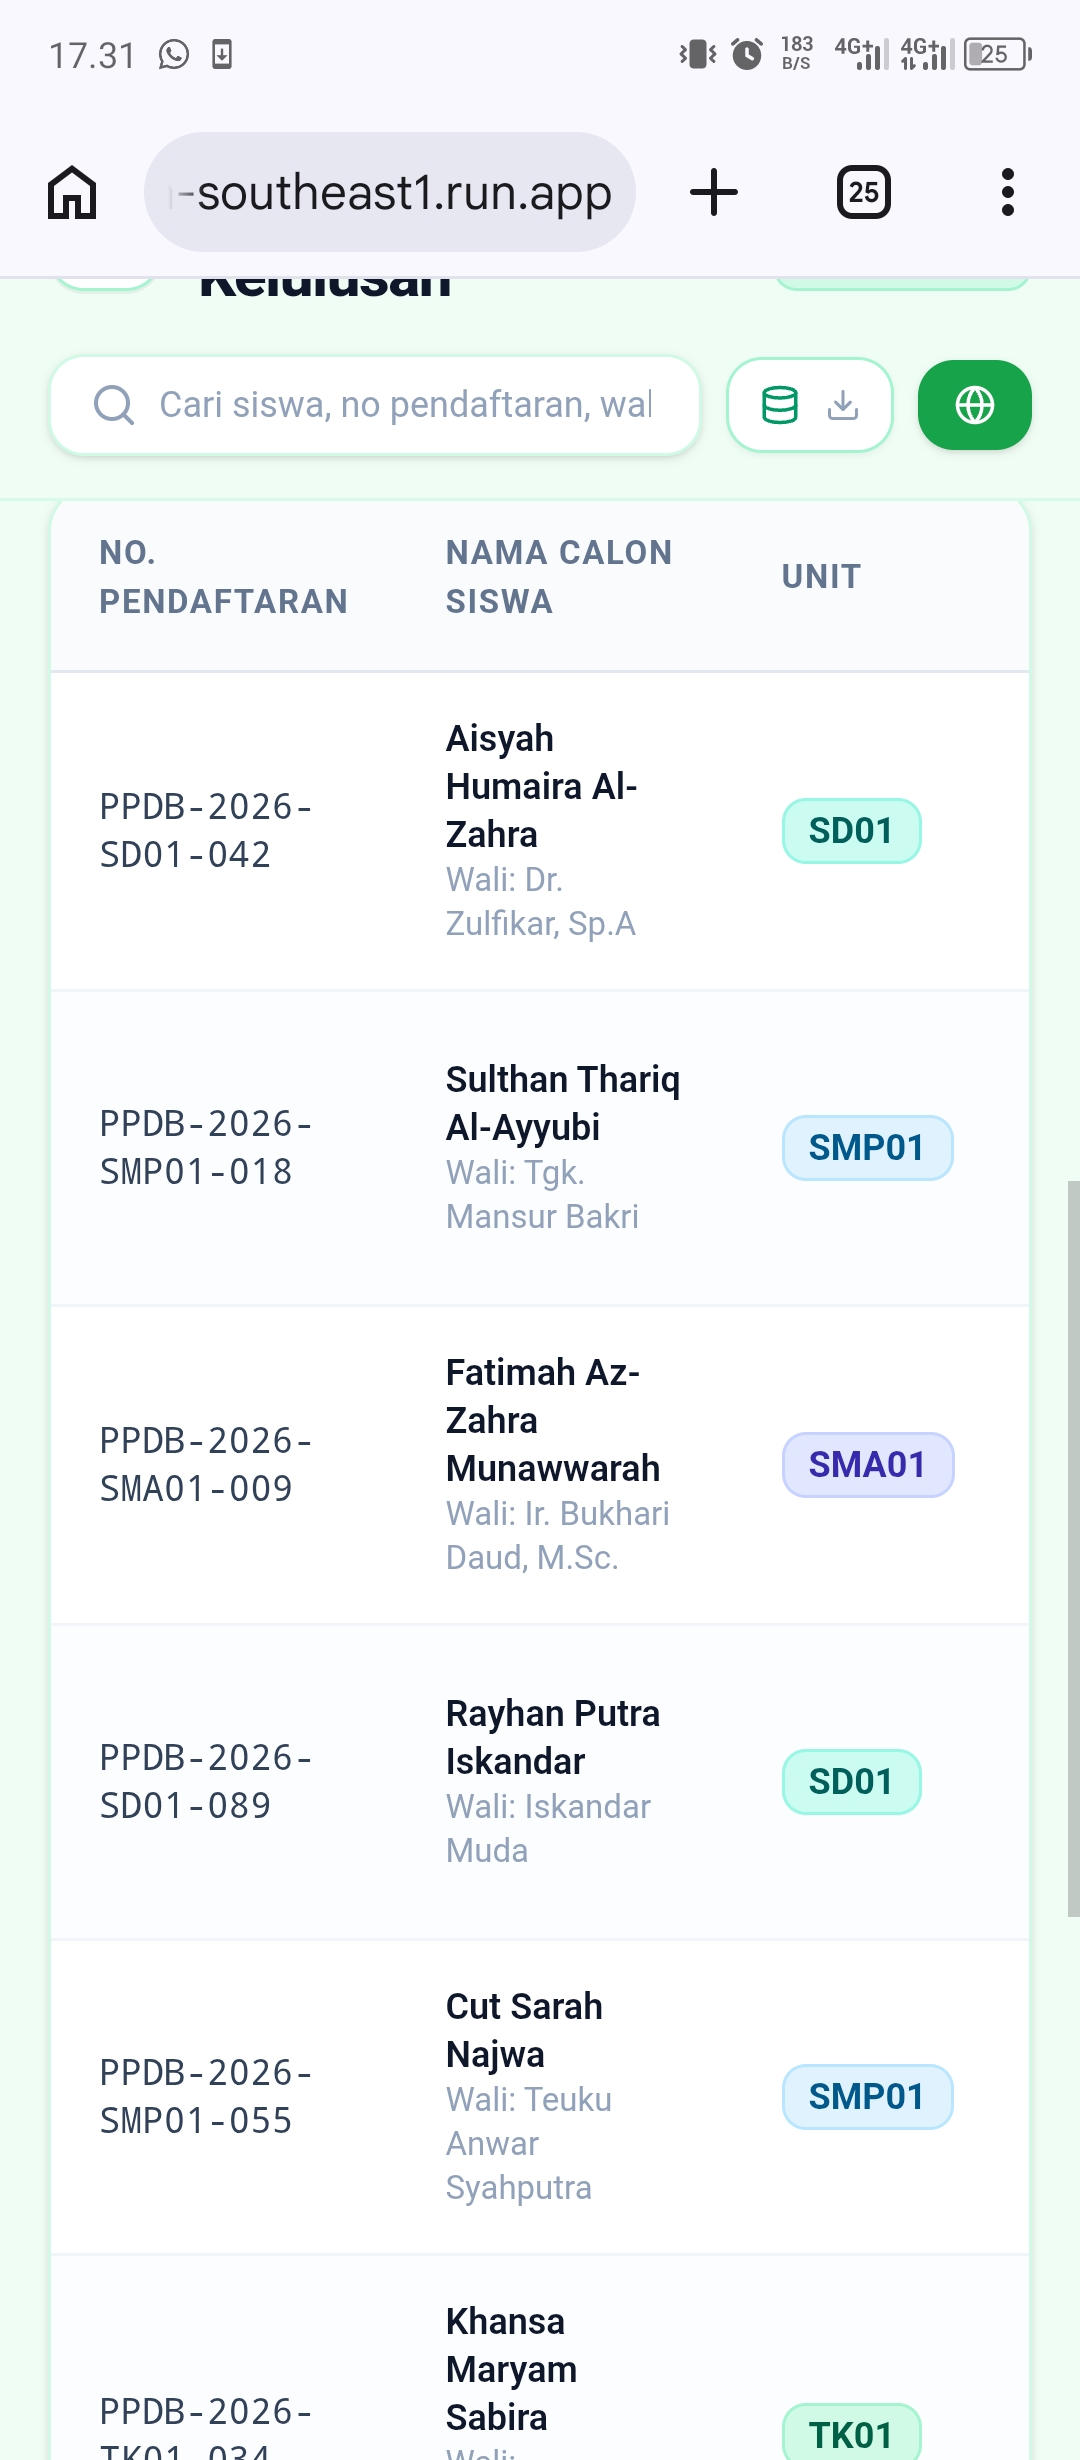 17.31
183
B/S
4G+
4G+
25
-southeast1.run.app
25
Kelulusan
Cari siswa, no pendaftaran, wal
NO.
PENDAFTARAN
NAMA CALON
SISWA
UNIT
PPDB-2026-
SD01-042
Aisyah
Humaira Al-
Zahra
Wali: Dr.
Zulfikar, Sp.A
SD01
PPDB-2026-
SMP01-018
Sulthan Thariq
Al-Ayyubi
Wali: Tgk.
Mansur Bakri
SMP01
PPDB-2026-
SMA01-009
Fatimah Az-
Zahra
Munawwarah
Wali: Ir. Bukhari
Daud, M.Sc.
SMA01
PPDB-2026-
SD01-089
Rayhan Putra
Iskandar
Wali: Iskandar
Muda
SD01
PPDB-2026-
SMP01-055
Cut Sarah
Najwa
Wali: Teuku
Anwar
Syahputra
SMP01
PPDB-2026-
TK01-034
Khansa
Maryam
Sabira
Wali:
TK01